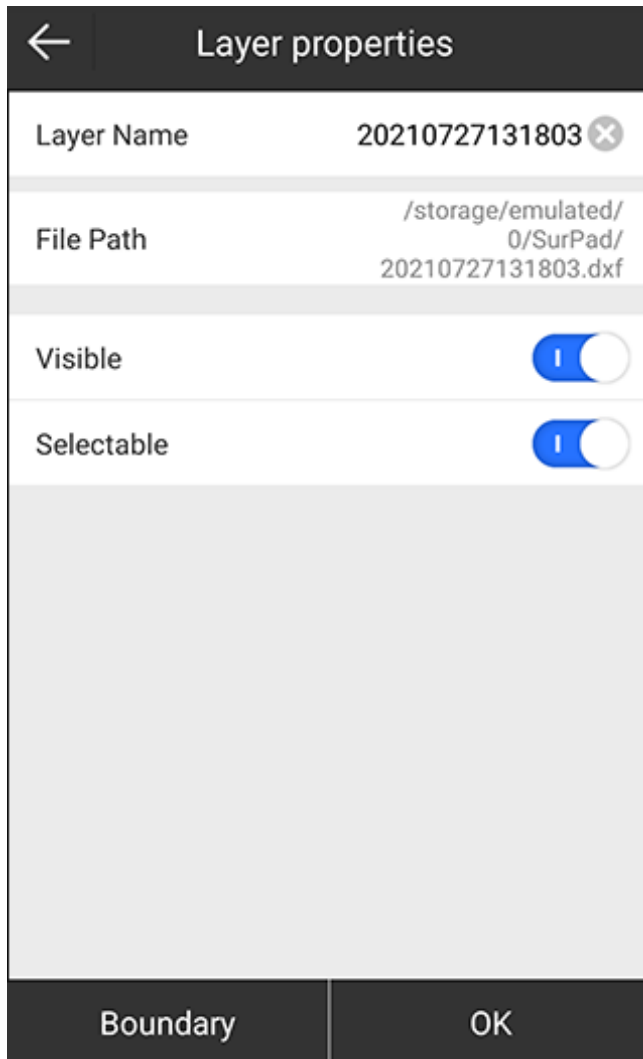 Layer properties
Layer Name 20210727131803
File Path /storage/emulated/
0/SurPad/
20210727131803.dxf
Visible
Selectable
Boundary OK